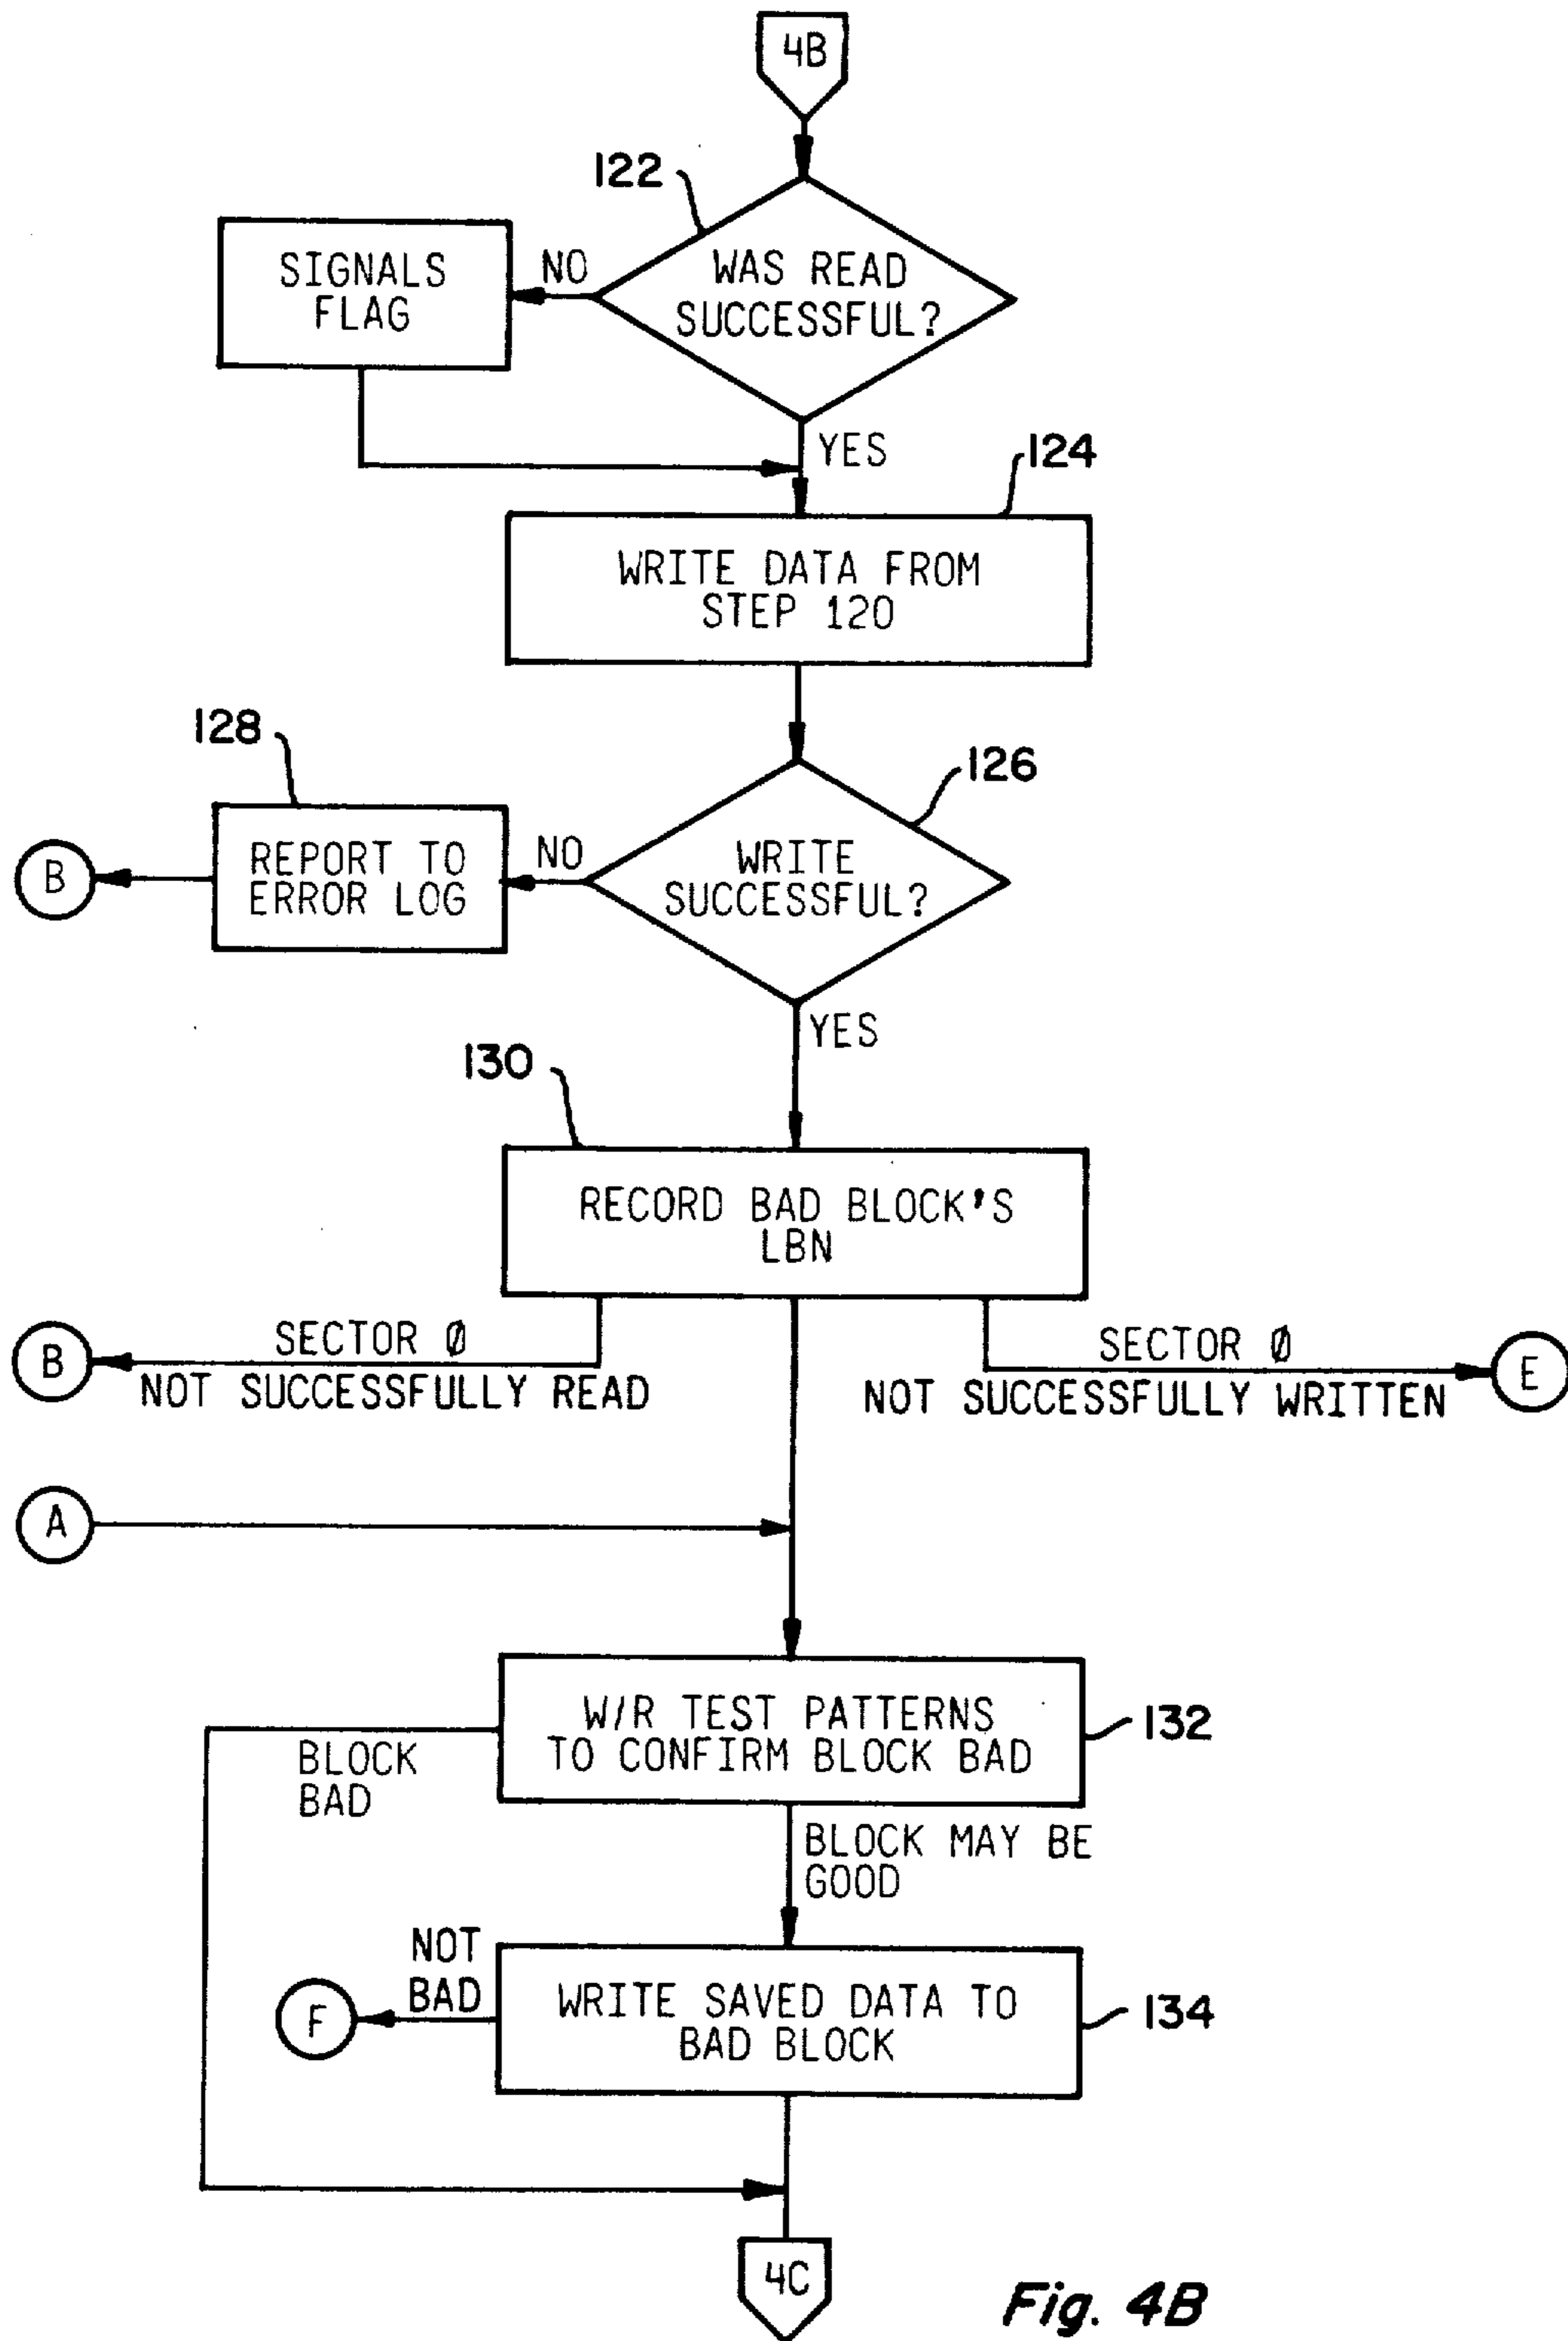 4B
122
SIGNALS
FLAG
NO
WAS READ
SUCCESSFUL?
YES
124
WRITE DATA FROM
STEP 120
128
126
B
REPORT TO
ERROR LOG
NO
WRITE
SUCCESSFUL?
YES
130
RECORD BAD BLOCK'S
LBN
B
SECTOR Ø
NOT SUCCESSFULLY READ
SECTOR Ø
NOT SUCCESSFULLY WRITTEN
E
A
W/R TEST PATTERNS
TO CONFIRM BLOCK BAD
132
BLOCK
BAD
BLOCK MAY BE
GOOD
NOT
BAD
F
WRITE SAVED DATA TO
BAD BLOCK
134
4C
Fig. 4B